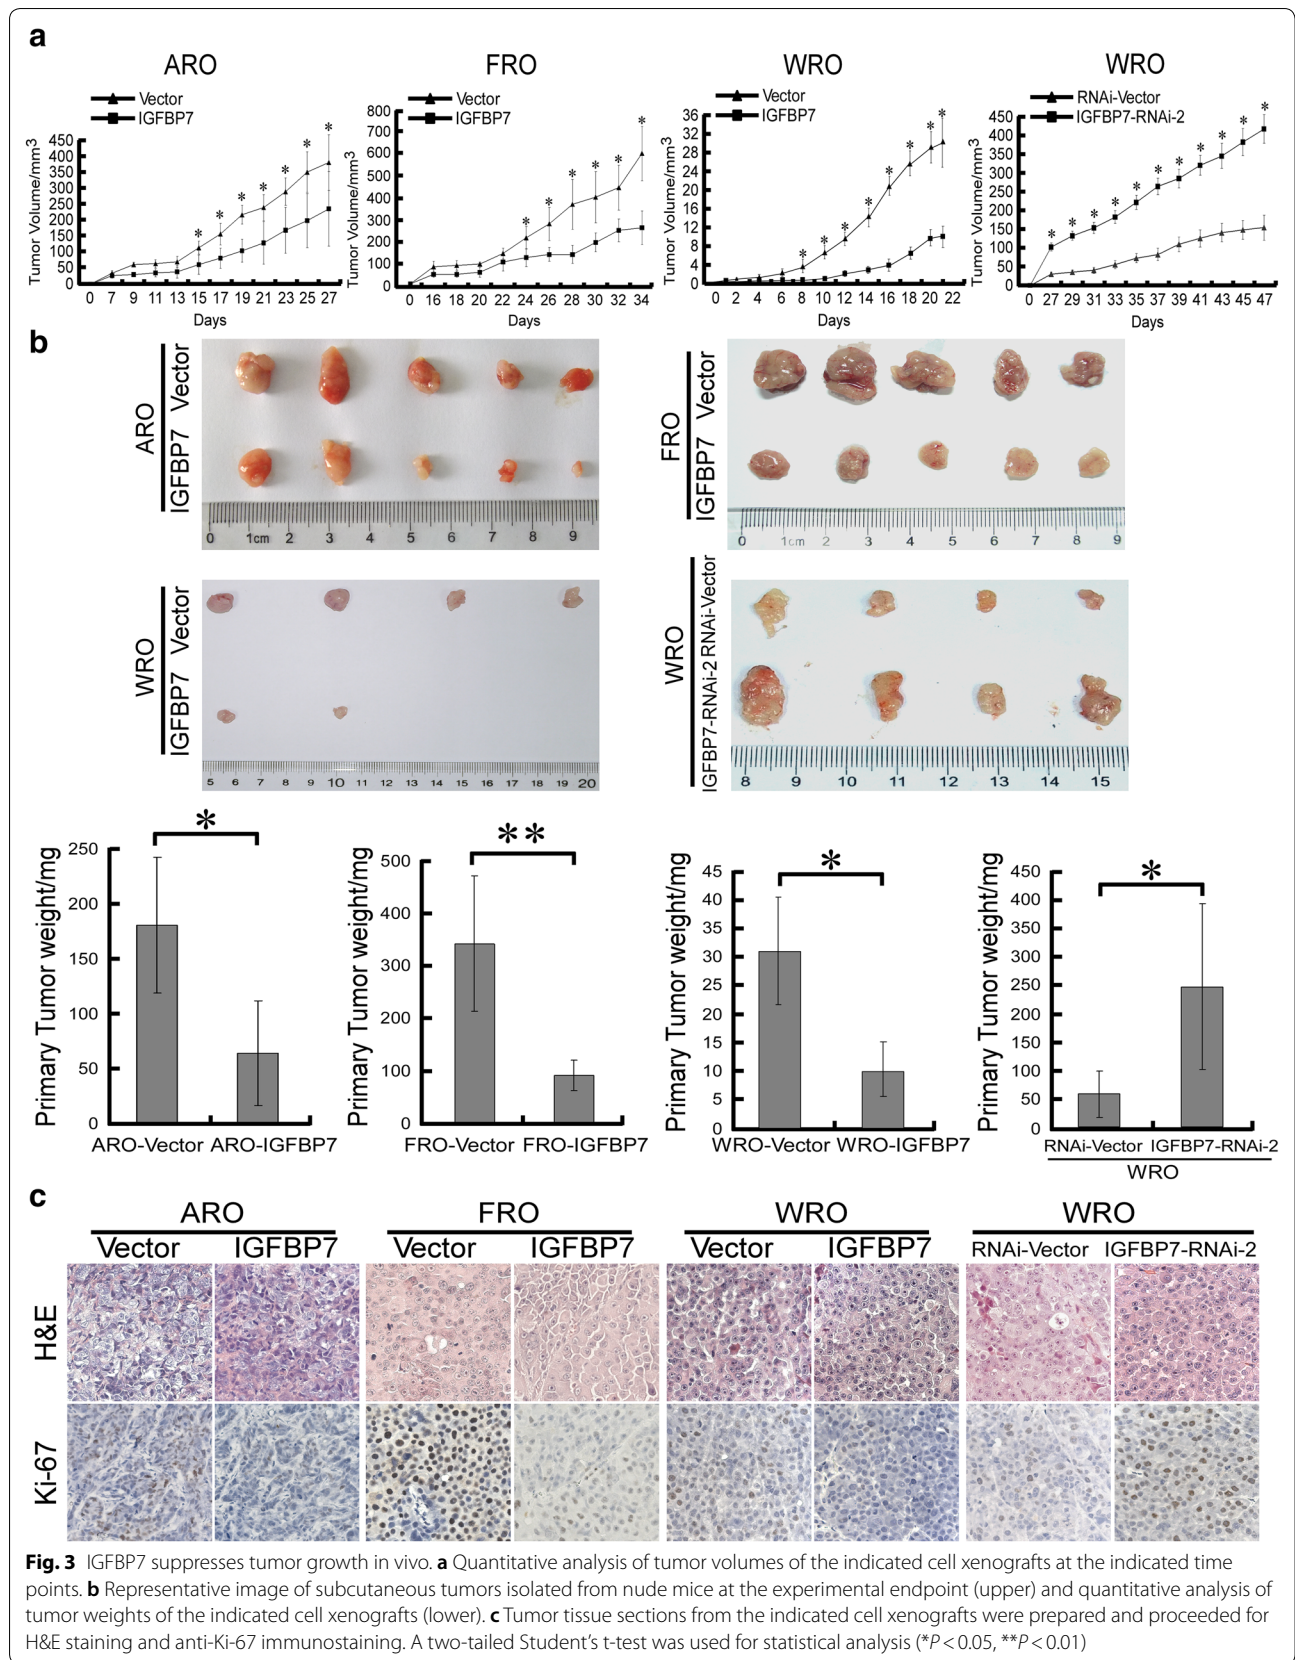 a
ARO
Vector
IGFBP7
Tumor Volume/mm3
450
400
350
300
250
200
150
100
50
0
0 7 9 11 13 15 17 19 21 23 25 27
Days
* * * * * * *
FRO
Vector
IGFBP7
Tumor Volume/mm3
800
700
600
500
400
300
200
100
0
0 16 18 20 22 24 26 28 30 32 34
Days
* * * * * *
WRO
Vector
IGFBP7
Tumor Volume/mm3
36
32
28
24
20
16
12
8
4
0
0 2 4 6 8 10 12 14 16 18 20 22
Days
* * * * * * * *
WRO
RNAi-Vector
IGFBP7-RNAi-2
Tumor Volume/mm3
450
400
350
300
250
200
150
100
50
0
0 27 29 31 33 35 37 39 41 43 45 47
Days
* * * * * * * * * * *
b
ARO
Vector
IGFBP7
0 1cm 2 3 4 5 6 7 8 9
FRO
Vector
IGFBP7
0 1cm 2 3 4 5 6 7 8 9
WRO
Vector
IGFBP7
5 6 7 8 9 10 11 12 13 14 15 16 17 18 19 20
WRO
RNAi-Vector
IGFBP7-RNAi-2
8 9 10 11 12 13 14 15
Primary Tumor weight/mg
250
200
150
100
50
0
*
ARO-Vector ARO-IGFBP7
Primary Tumor weight/mg
500
400
300
200
100
0
**
FRO-Vector FRO-IGFBP7
Primary Tumor weight/mg
45
40
35
30
25
20
15
10
5
0
*
WRO-Vector WRO-IGFBP7
Primary Tumor weight/mg
450
400
350
300
250
200
150
100
50
0
*
RNAi-Vector IGFBP7-RNAi-2
WRO
c
ARO FRO WRO WRO
Vector IGFBP7 Vector IGFBP7 Vector IGFBP7 RNAi-Vector IGFBP7-RNAi-2
H&E
Ki-67
Fig. 3 IGFBP7 suppresses tumor growth in vivo. a Quantitative analysis of tumor volumes of the indicated cell xenografts at the indicated time
points. b Representative image of subcutaneous tumors isolated from nude mice at the experimental endpoint (upper) and quantitative analysis of
tumor weights of the indicated cell xenografts (lower). c Tumor tissue sections from the indicated cell xenografts were prepared and proceeded for
H&E staining and anti-Ki-67 immunostaining. A two-tailed Student's t-test was used for statistical analysis (*P < 0.05, **P < 0.01)